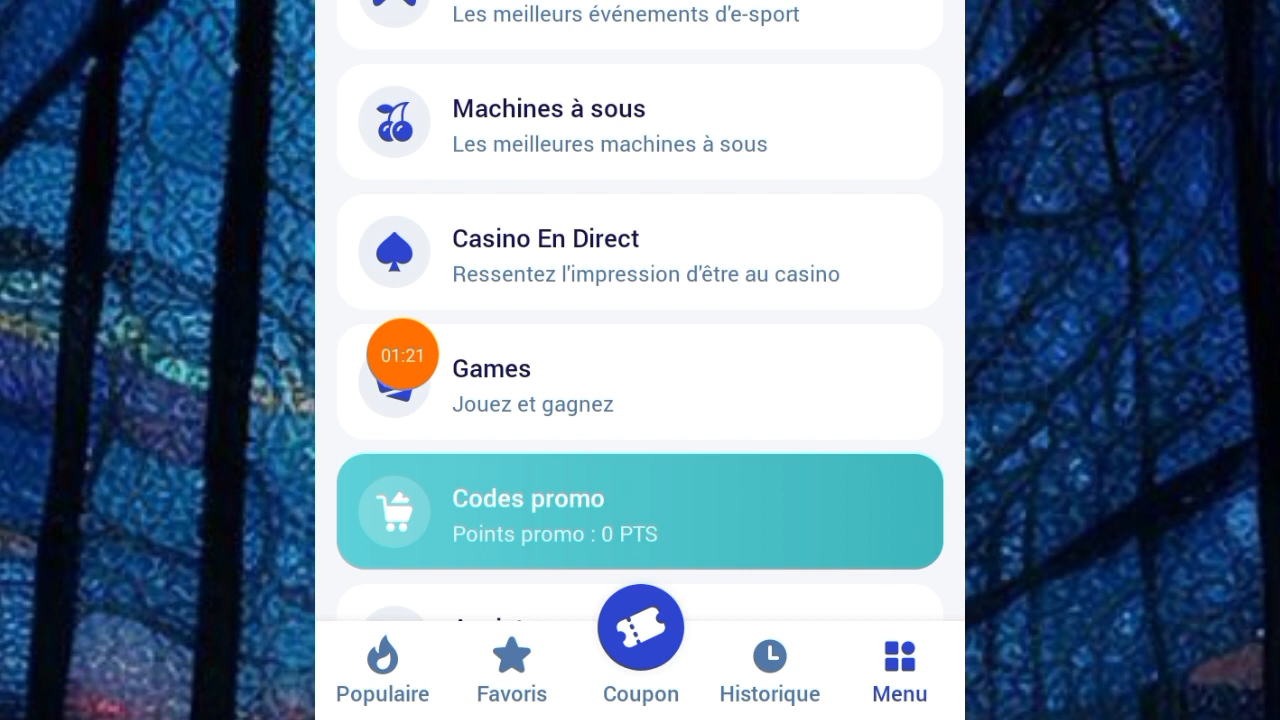 Les meilleurs événements d'e-sport
Machines à sous
Les meilleures machines à sous
Casino En Direct
Ressentez l'impression d'être au casino
01:21
Games
Jouez et gagnez
Codes promo
Points promo : 0 PTS
Populaire
Favoris
Coupon
Historique
Menu